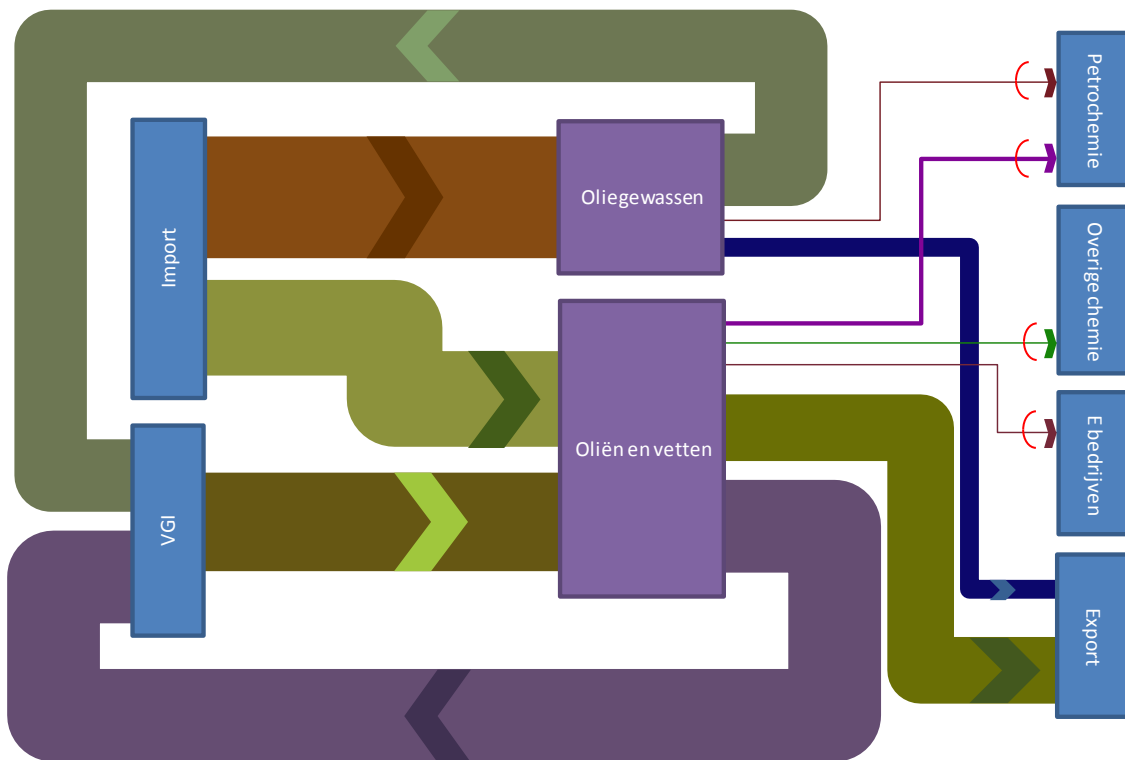 Petrochemie
Oliegewassen
Import
Overige chemie
Oliën en vetten
E bedrijven
VGI
Export